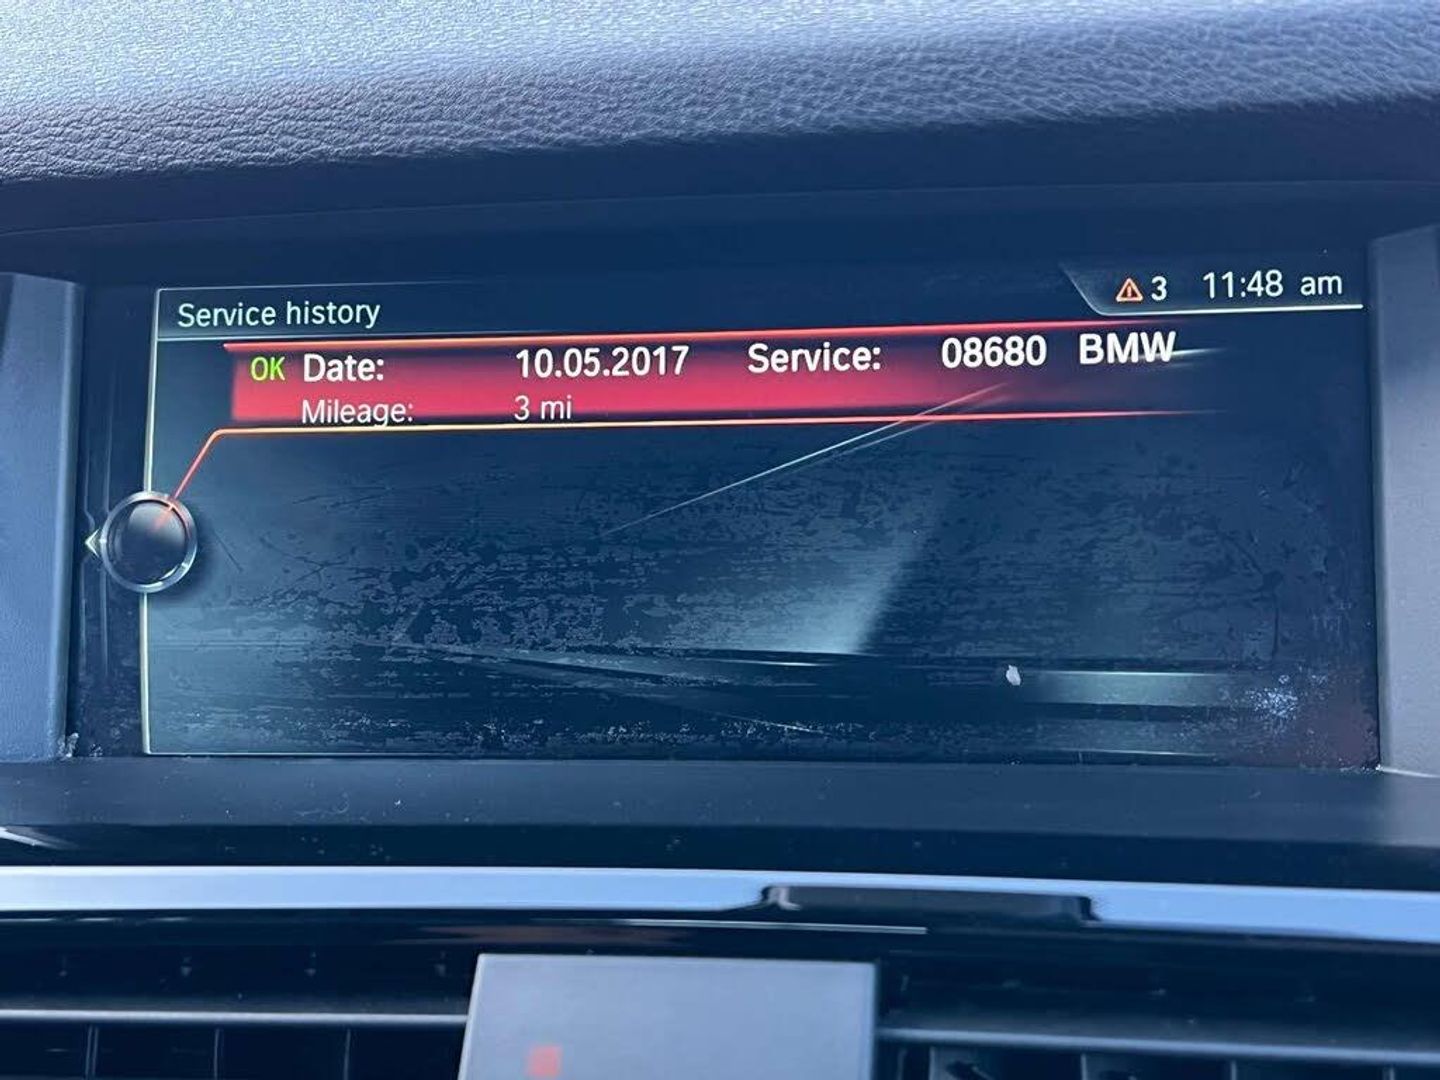 Service history
3 11:48 am
OK Date: 10.05.2017 Service: 08680 BMW
Mileage: 3 mi